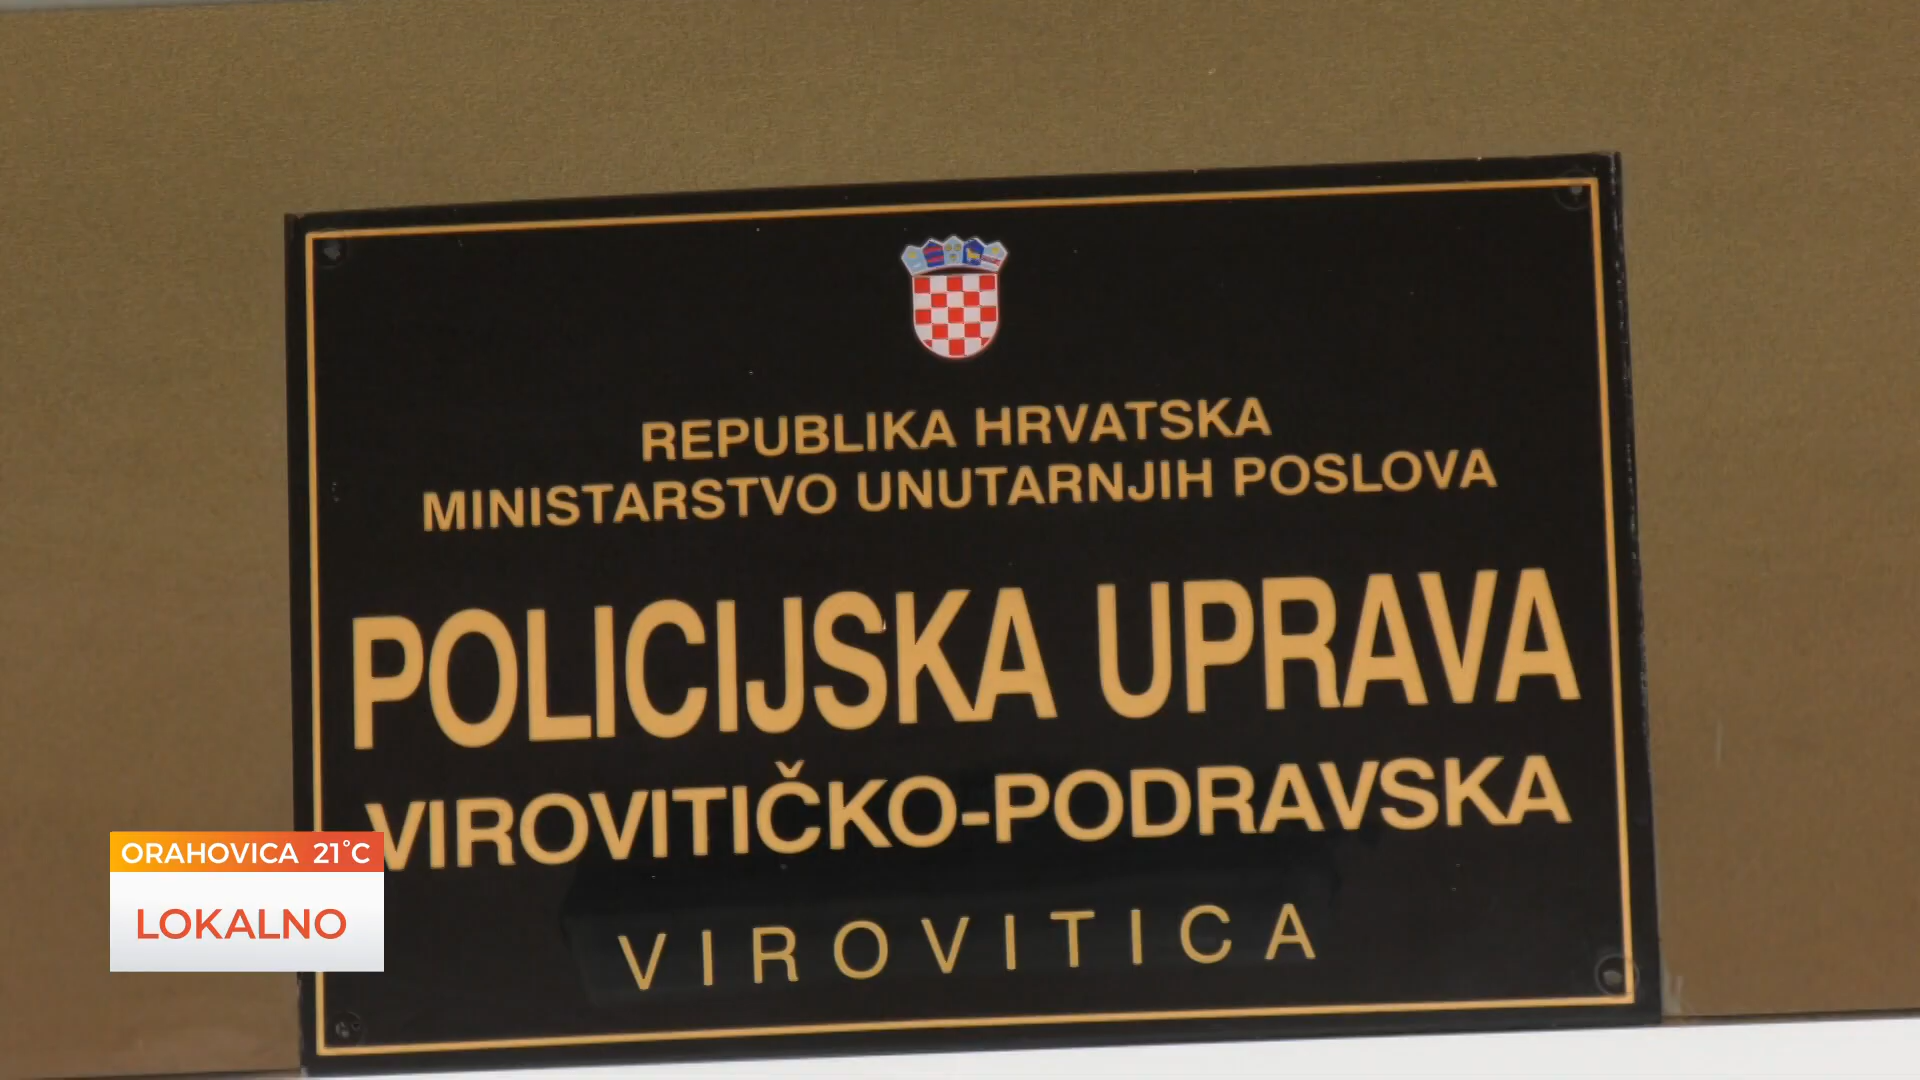 REPUBLIKA HRVATSKA
MINISTARSTVO UNUTARNJIH POSLOVA
POLICIJSKA UPRAVA
VIROVITIČKO-PODRAVSKA
VIROVITICA
ORAHOVICA 21°C
LOKALNO